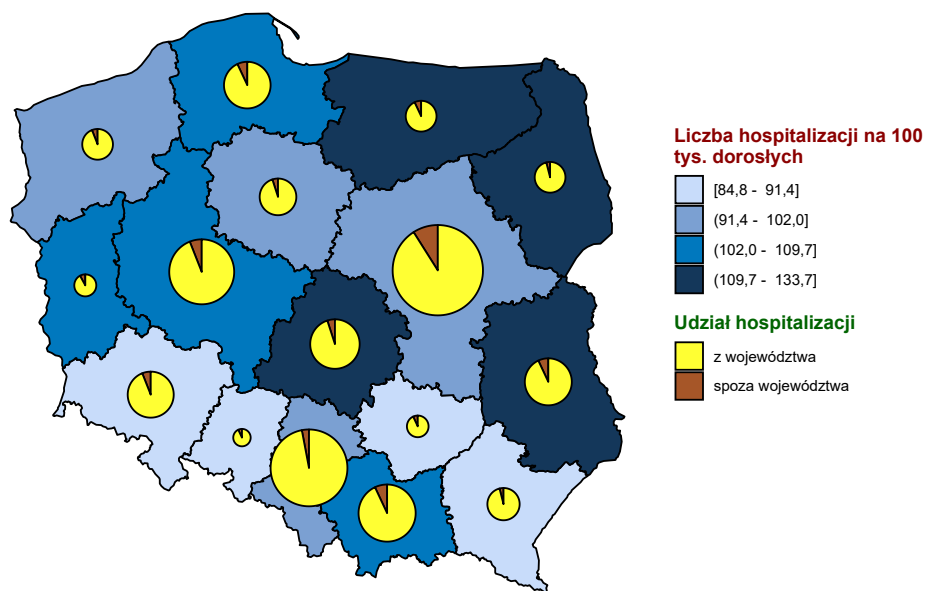 Liczba hospitalizacji na 100
tys. dorosłych
[84,8 - 91,4]
(91,4 - 102,0]
(102,0 - 109,7]
(109,7 - 133,7]
Udział hospitalizacji
z województwa
spoza województwa